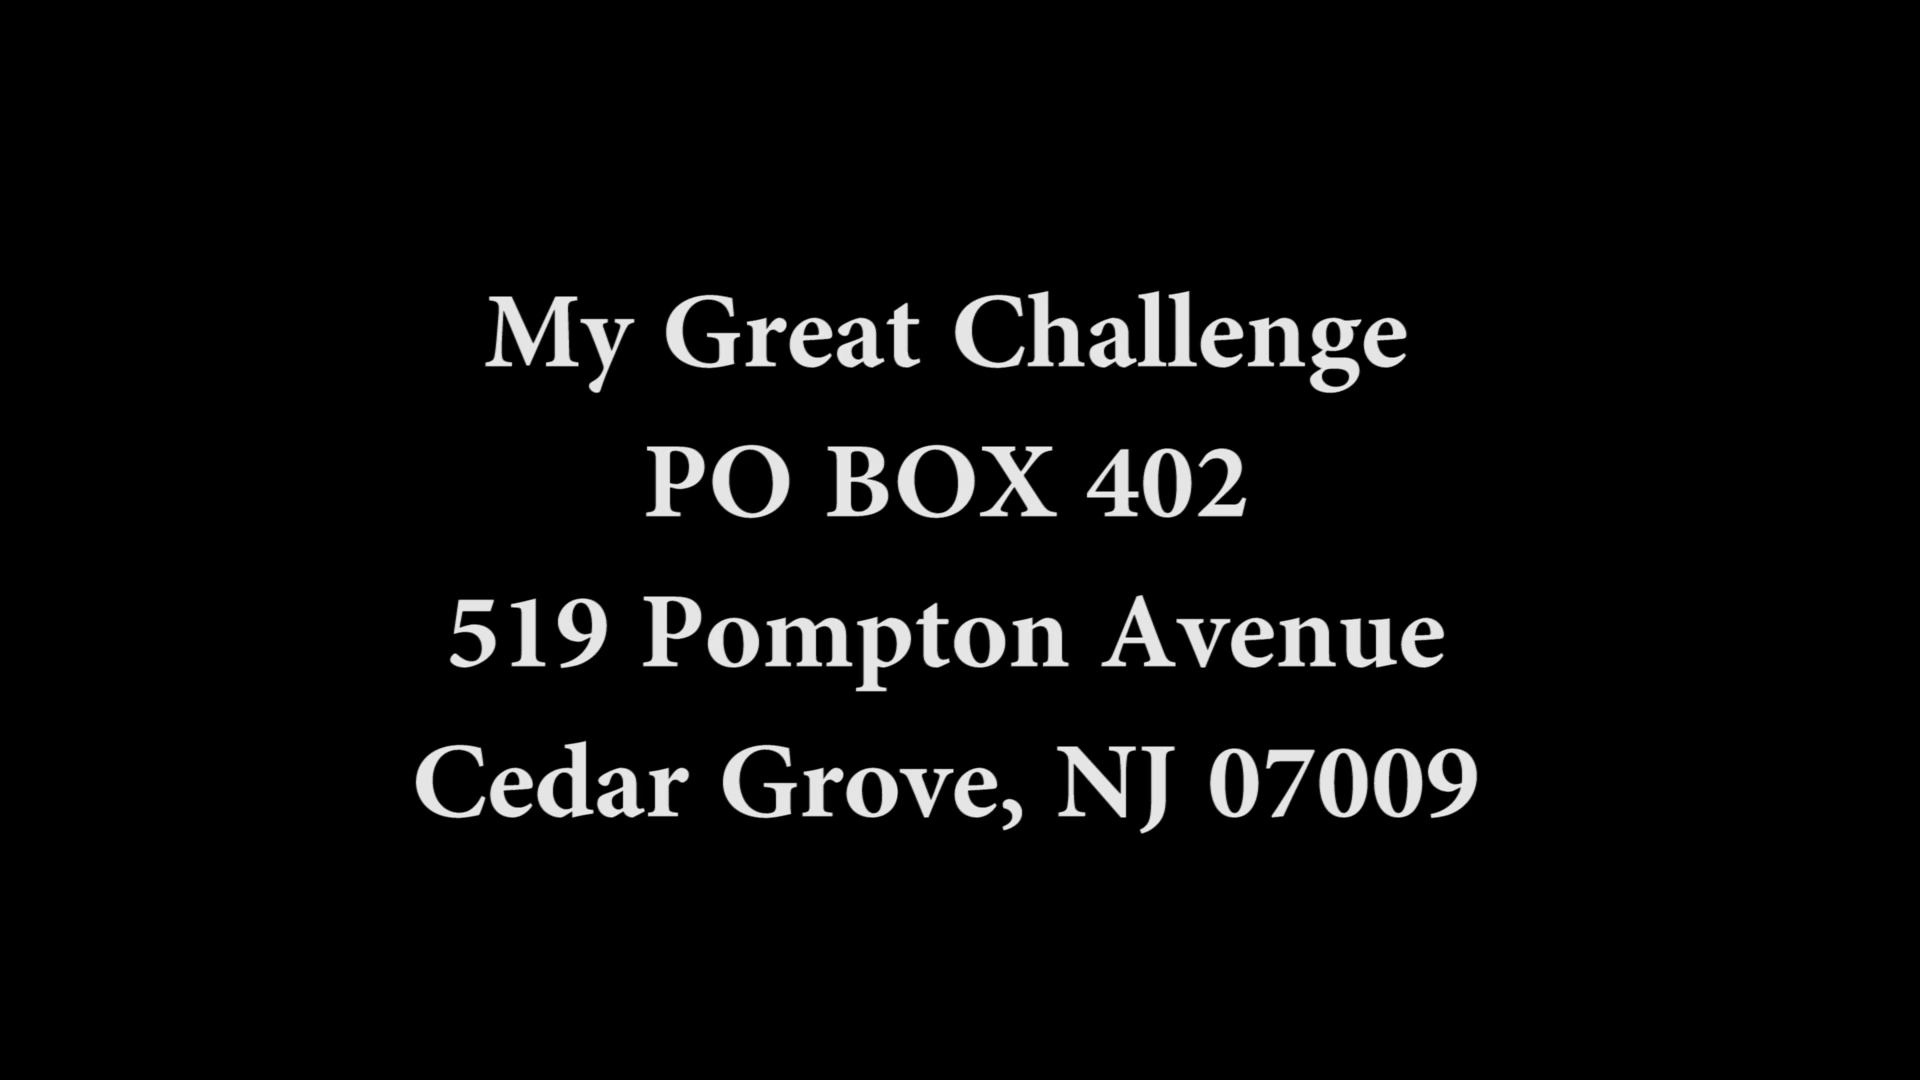 My Great Challenge
PO BOX 402
519 Pompton Avenue
Cedar Grove, NJ 07009